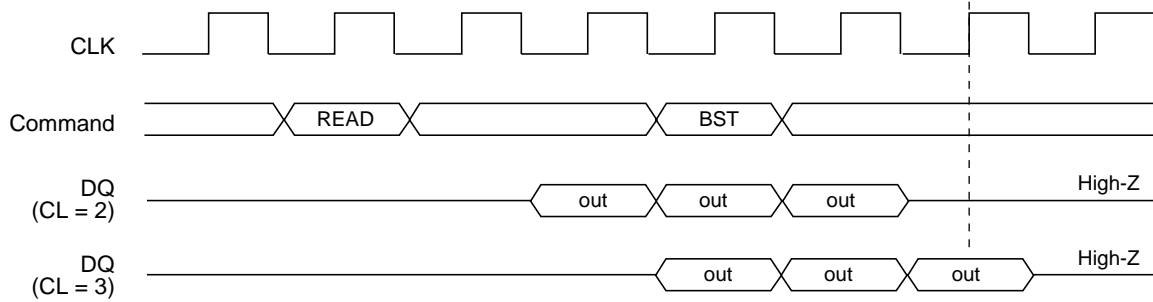 CLK
Command READ BST
DQ
(CL = 2) out out out High-Z
DQ
(CL = 3) out out out High-Z